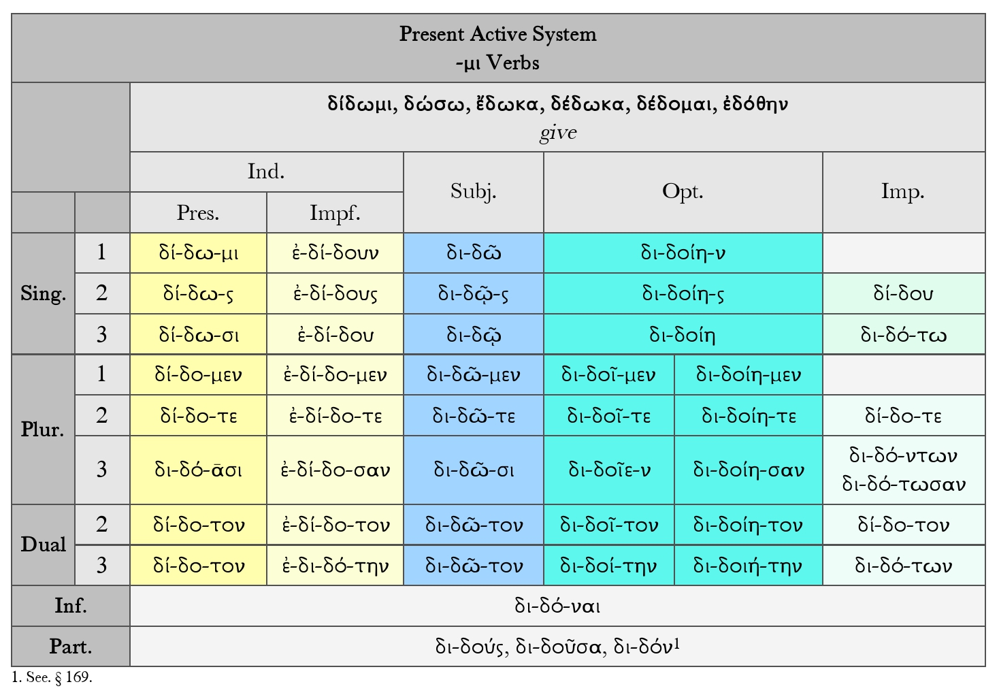 Present Active System
-μι Verbs
δίδωμι, δώσω, ἔδωκα, δέδωκα, δέδομαι, ἐδόθην
give
Ind. Subj. Opt. Imp.
Pres. Impf.
Sing. 1 δί-δω-μι ἐ-δί-δουν δι-δῶ δι-δοίη-ν
2 δί-δω-ς ἐ-δί-δους δι-δῷ-ς δι-δοίη-ς δί-δου
3 δί-δω-σι ἐ-δί-δου δι-δῷ δι-δοίη δι-δό-τω
Plur. 1 δί-δο-μεν ἐ-δί-δο-μεν δι-δῶ-μεν δι-δοῖ-μεν δι-δοίη-μεν
2 δί-δο-τε ἐ-δί-δο-τε δι-δῶ-τε δι-δοῖ-τε δι-δοίη-τε δί-δο-τε
3 δι-δό-ᾱσι ἐ-δί-δο-σαν δι-δῶ-σι δι-δοῖε-ν δι-δοίη-σαν δι-δό-ντων
δι-δό-τωσαν
Dual 2 δί-δο-τον ἐ-δί-δο-τον δι-δῶ-τον δι-δοῖ-τον δι-δοίη-τον δί-δο-τον
3 δί-δο-τον ἐ-δι-δό-την δι-δῶ-τον δι-δοί-την δι-δοιή-την δι-δό-των
Inf. δι-δό-ναι
Part. δι-δούς, δι-δοῦσα, δι-δόν¹
1. See. § 169.